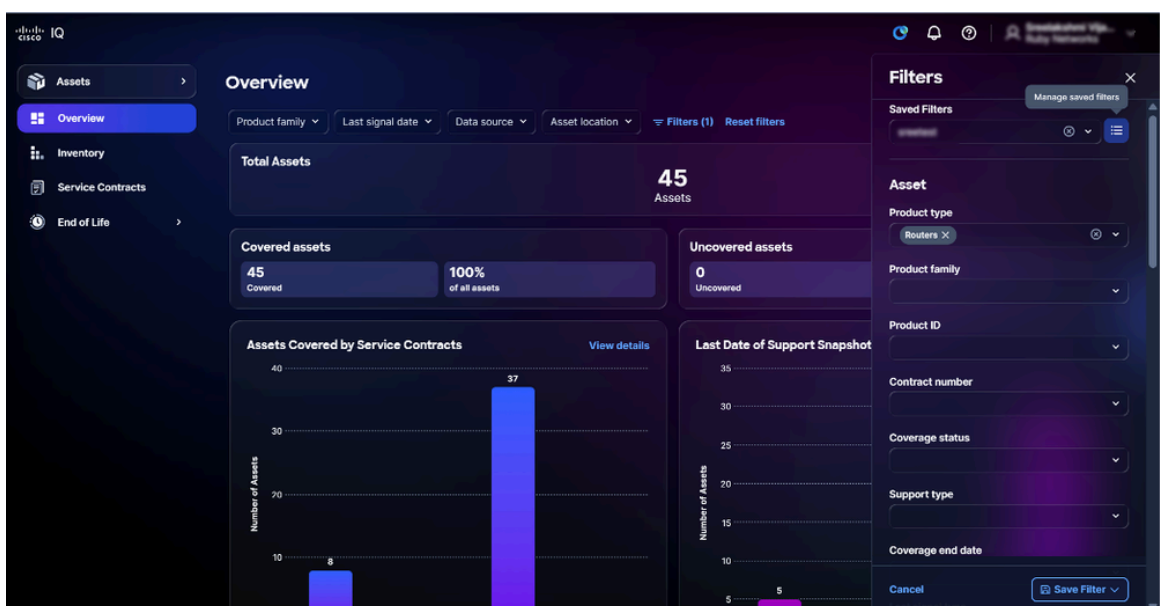 cisco IQ
Assets
Overview
Inventory
Service Contracts
End of Life
Overview
Product family
Last signal date
Data source
Asset location
Filters (1)
Reset filters
Total Assets
45
Assets
Covered assets
45
Covered
100%
of all assets
Uncovered assets
0
Uncovered
Assets Covered by Service Contracts
View details
40
37
30
20
10
8
Number of Assets
Last Date of Support Snapshot
35
30
25
20
15
10
5
5
Number of Assets
Filters
Manage saved filters
Saved Filters
Asset
Product type
Routers
Product family
Product ID
Contract number
Coverage status
Support type
Coverage end date
Cancel
Save Filter